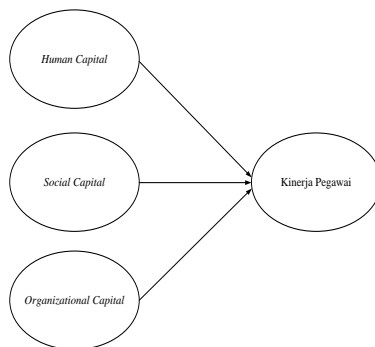 Human Capital
Social Capital
Kinerja Pegawai
Organizational Capital